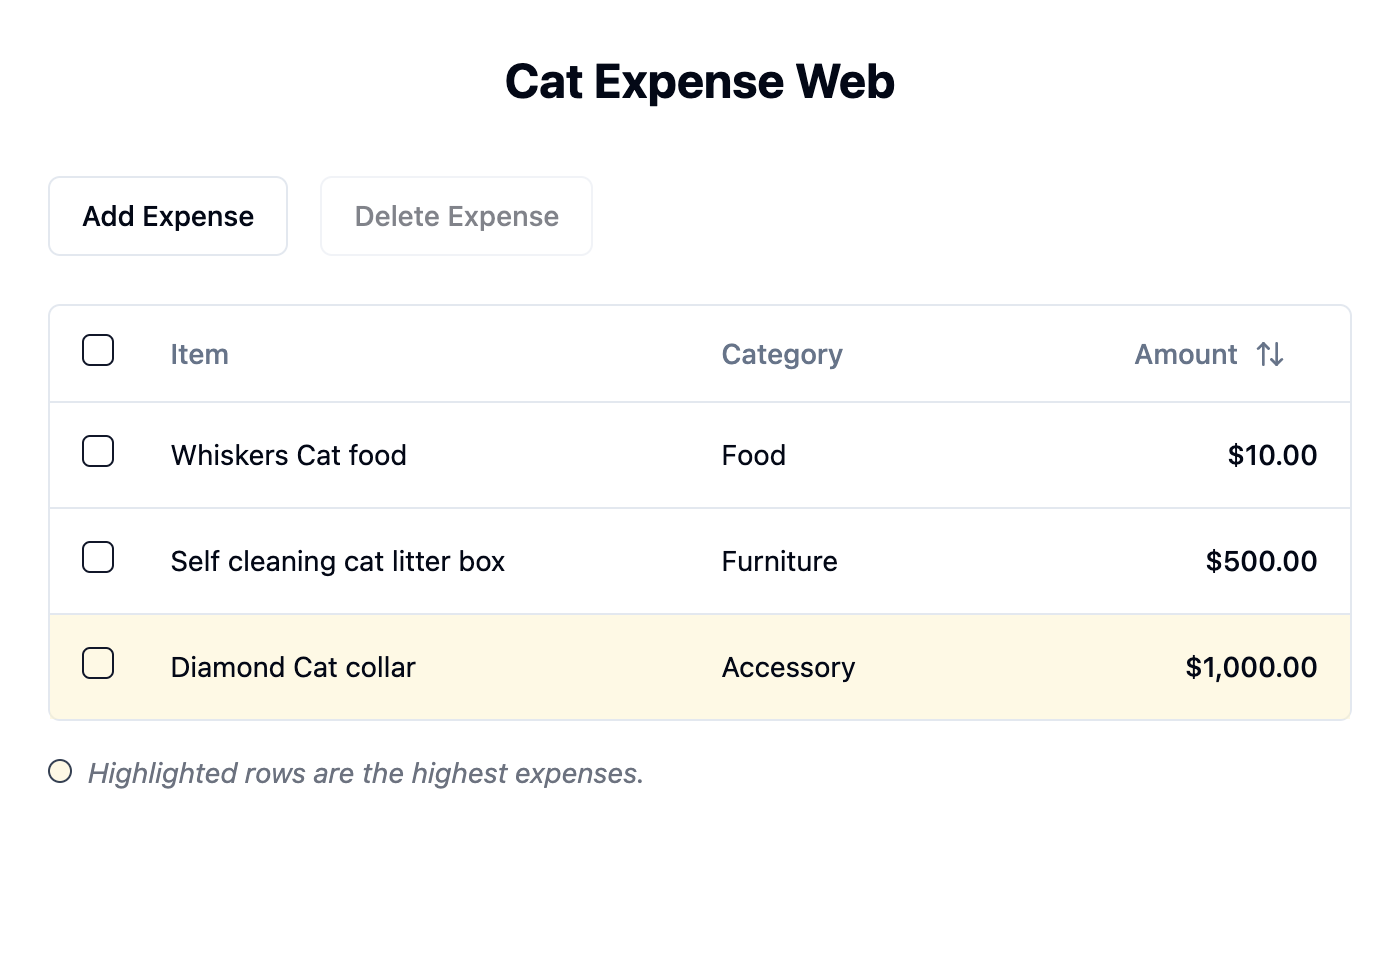 Cat Expense Web
Add Expense Delete Expense
Item Category Amount
Whiskers Cat food Food $10.00
Self cleaning cat litter box Furniture $500.00
Diamond Cat collar Accessory $1,000.00
Highlighted rows are the highest expenses.